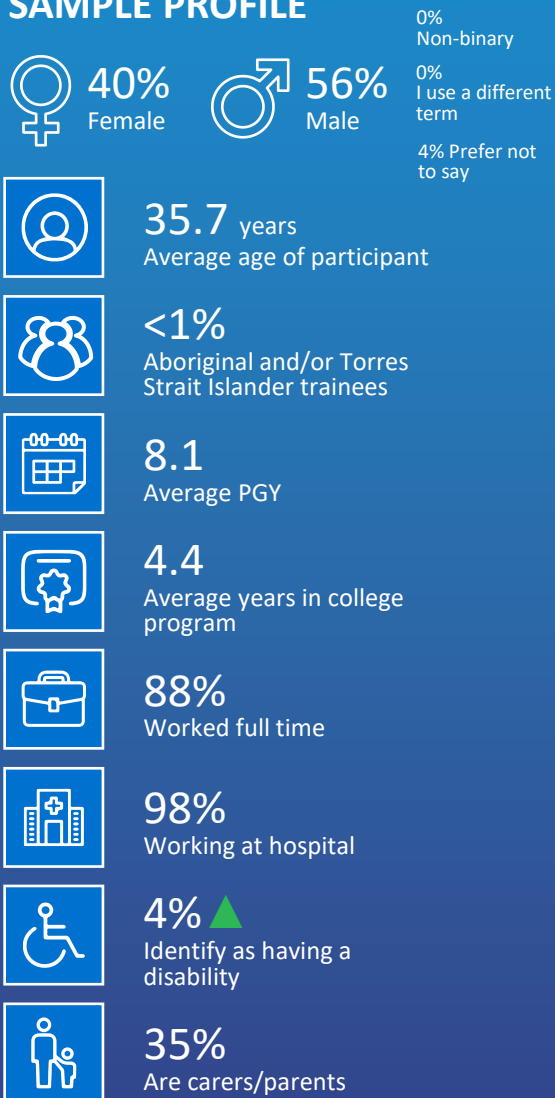 SAMPLE PROFILE
40%
Female
56%
Male
0%
Non-binary
0%
I use a different
term
4% Prefer not
to say
35.7 years
Average age of participant
<1%
Aboriginal and/or Torres
Strait Islander trainees
8.1
Average PGY
4.4
Average years in college
program
88%
Worked full time
98%
Working at hospital
4%
Identify as having a
disability
35%
Are carers/parents